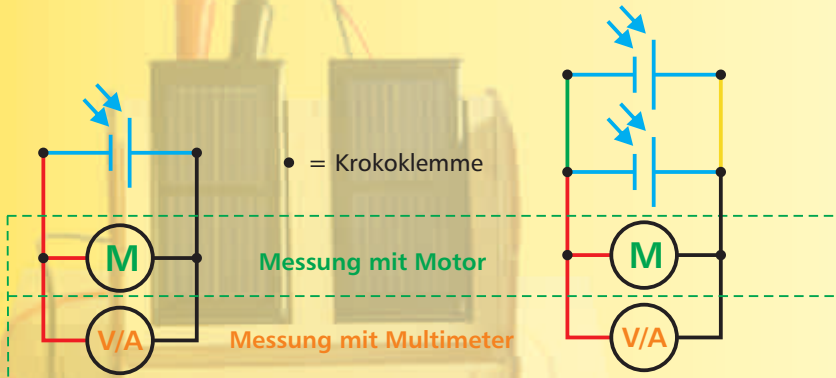 • = Krokoklemme
M
Messung mit Motor
M
V/A
Messung mit Multimeter
V/A